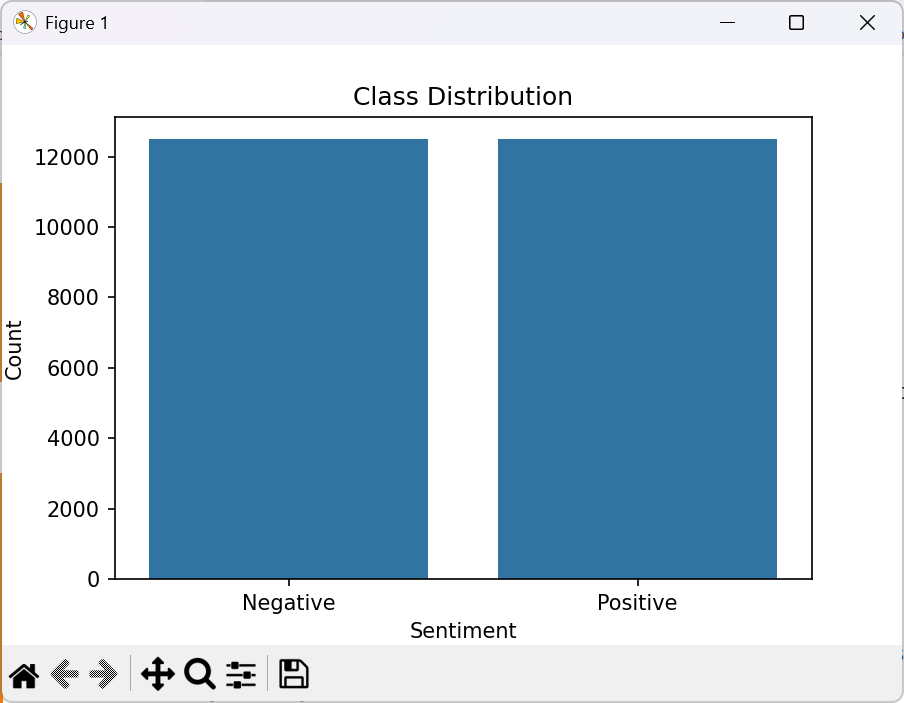 Figure 1
Class Distribution
12000
10000
8000
6000
4000
2000
0
Count
Negative
Positive
Sentiment